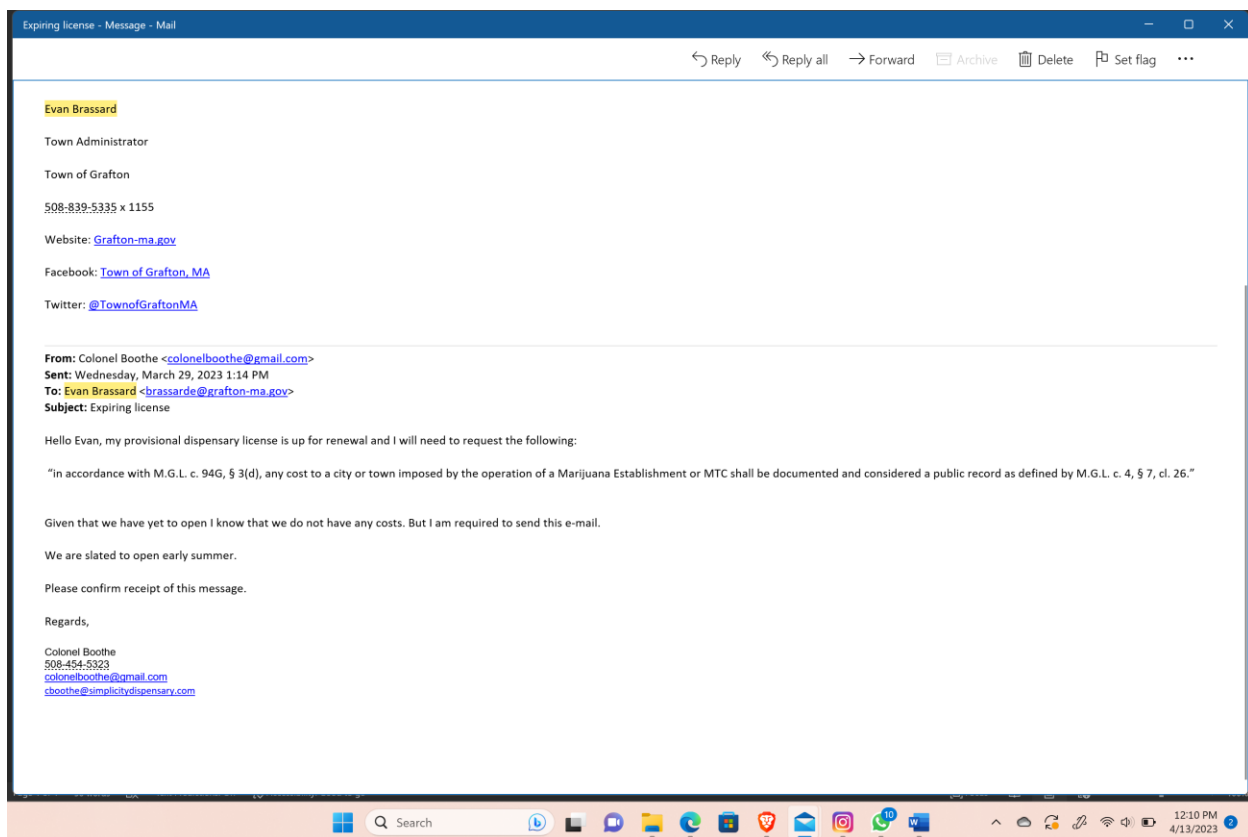 Expiring license - Message - Mail
Reply Reply all Forward Archive Delete Set flag
Evan Brassard
Town Administrator
Town of Grafton
508-839-5335 x 1155
Website: Grafton-ma.gov
Facebook: Town of Grafton, MA
Twitter: @TownofGraftonMA
From: Colonel Boothe <colonelboothe@gmail.com>
Sent: Wednesday, March 29, 2023 1:14 PM
To: Evan Brassard <brassarde@grafton-ma.gov>
Subject: Expiring license
Hello Evan, my provisional dispensary license is up for renewal and I will need to request the following:
“in accordance with M.G.L. c. 94G, § 3(d), any cost to a city or town imposed by the operation of a Marijuana Establishment or MTC shall be documented and considered a public record as defined by M.G.L. c. 4, § 7, cl. 26.”
Given that we have yet to open I know that we do not have any costs. But I am required to send this e-mail.
We are slated to open early summer.
Please confirm receipt of this message.
Regards,
Colonel Boothe
508-454-5323
colonelboothe@gmail.com
cboothe@simplicitydispensary.com
Search
10
12:10 PM
4/13/2023
2